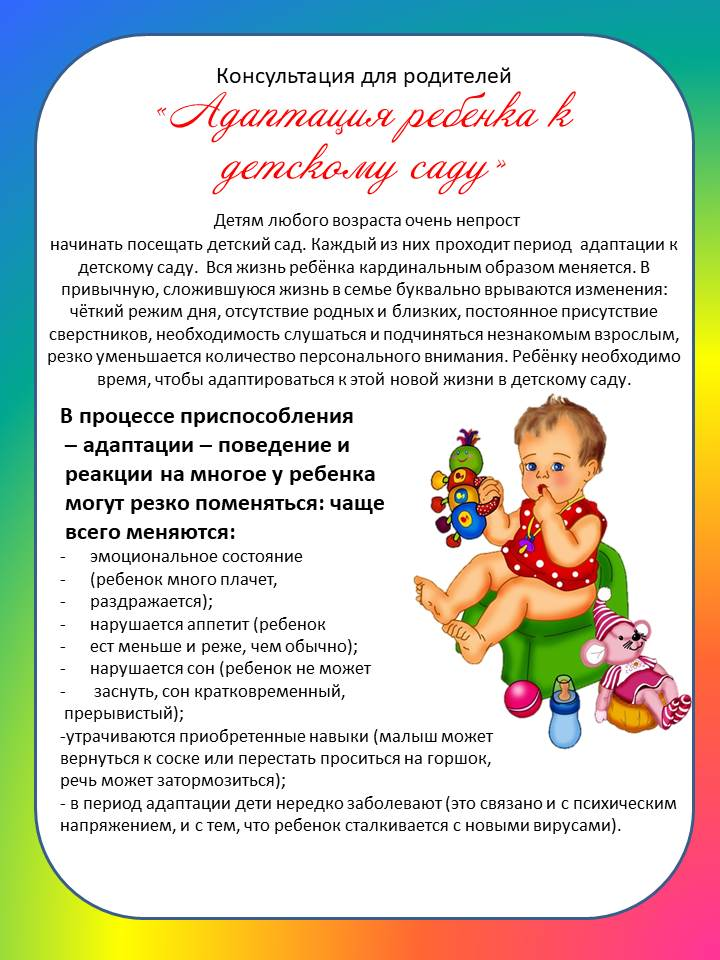 Консультация для родителей
«Адаптация ребенка к
детскому саду»
Детям любого возраста очень непрост
начинать посещать детский сад. Каждый из них проходит период адаптации к
детскому саду. Вся жизнь ребёнка кардинальным образом меняется. В
привычную, сложившуюся жизнь в семье буквально врываются изменения:
чёткий режим дня, отсутствие родных и близких, постоянное присутствие
сверстников, необходимость слушаться и подчиняться незнакомым взрослым,
резко уменьшается количество персонального внимания. Ребёнку необходимо
время, чтобы адаптироваться к этой новой жизни в детскому саду.
В процессе приспособления
– адаптации – поведение и
реакции на многое у ребенка
могут резко поменяться: чаще
всего меняются:
- эмоциональное состояние
- (ребенок много плачет,
- раздражается);
- нарушается аппетит (ребенок
- ест меньше и реже, чем обычно);
- нарушается сон (ребенок не может
- заснуть, сон кратковременный,
прерывистый);
-утрачиваются приобретенные навыки (малыш может
вернуться к соске или перестать проситься на горшок,
речь может затормозиться);
- в период адаптации дети нередко заболевают (это связано и с психическим
напряжением, и с тем, что ребенок сталкивается с новыми вирусами).